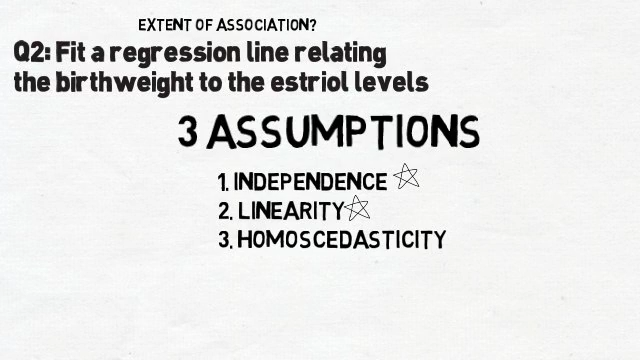 EXTENT OF ASSOCIATION?
Q2: Fit a regression line relating
the birthweight to the estriol levels
3 ASSUMPTIONS
1. INDEPENDENCE
2. LINEARITY
3. HOMOSCEDASTICITY